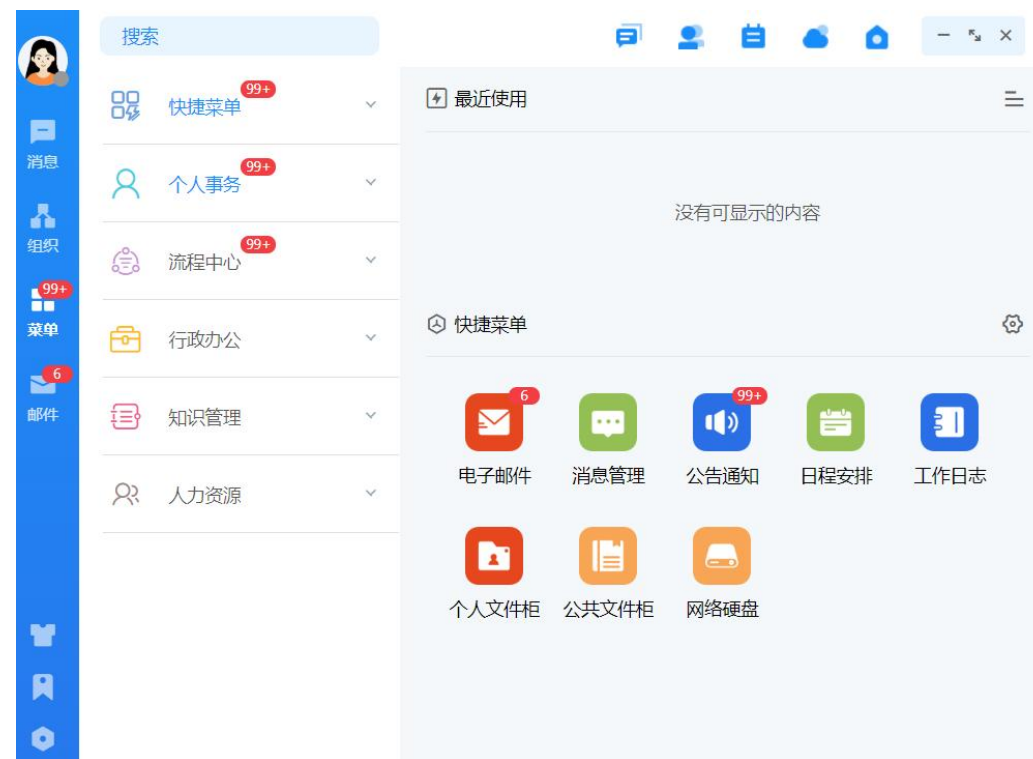 搜索
消息
组织
99+
菜单
6
邮件
快捷菜单
99+
个人事务
99+
流程中心
99+
行政办公
知识管理
人力资源
最近使用
没有可显示的内容
快捷菜单
6
99+
电子邮件 消息管理 公告通知 日程安排 工作日志
个人文件柜 公共文件柜 网络硬盘